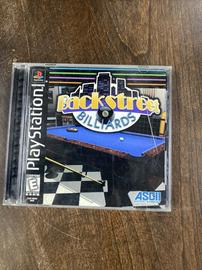 PlayStation
Backstreet
BILLIARDS
ASCII
E